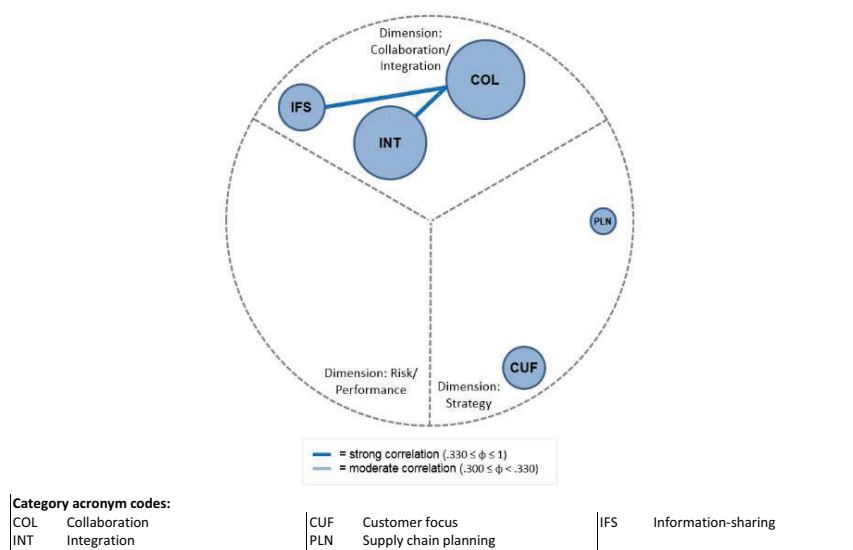 Dimension:
Collaboration/
Integration
COL
IFS
INT
PLN
CUF
Dimension: Risk/
Performance
Dimension:
Strategy
= strong correlation (.330 ≤ ϕ ≤ 1)
= moderate correlation (.300 ≤ ϕ < .330)
Category acronym codes:
COL Collaboration CUF Customer focus IFS Information-sharing
INT Integration PLN Supply chain planning